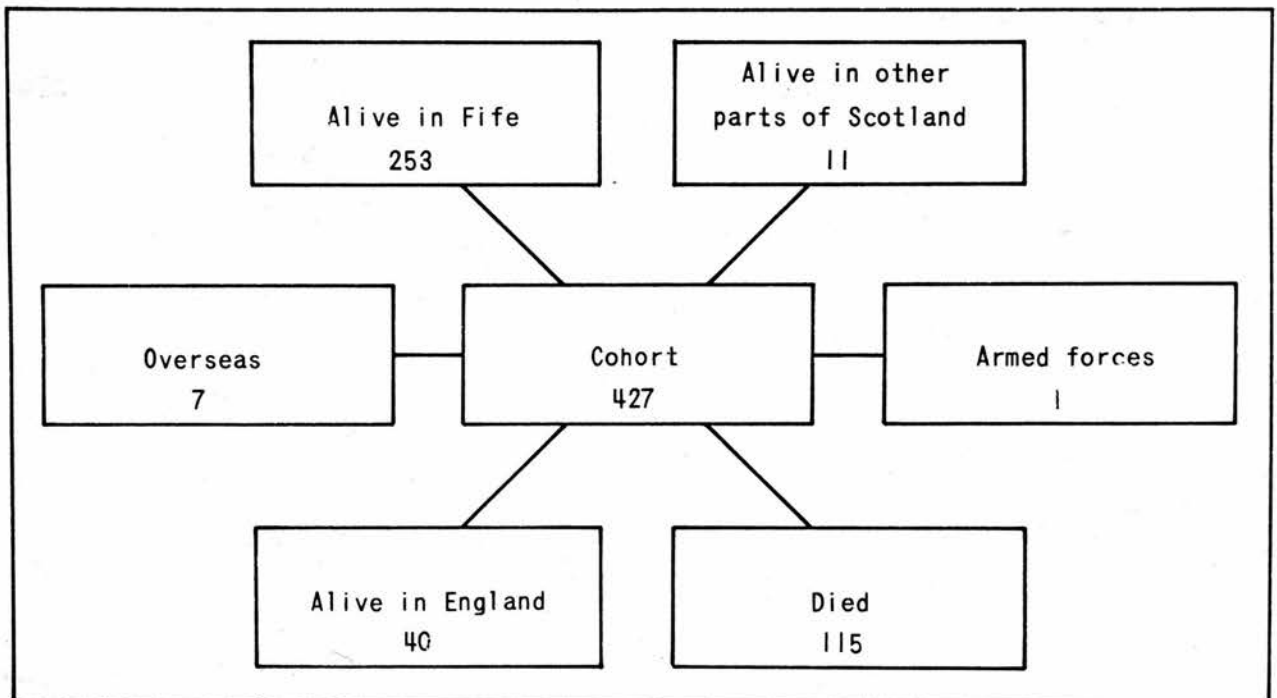 Alive in Fife
253
Alive in other
parts of Scotland
11
Overseas
7
Cohort
427
Armed forces
1
Alive in England
40
Died
115